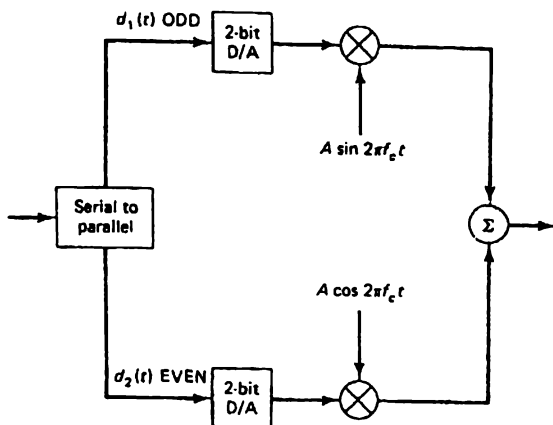 d₁(t) ODD
2-bit
D/A
A sin 2πf_c t
Serial to
parallel
Σ
A cos 2πf_c t
d₂(t) EVEN
2-bit
D/A